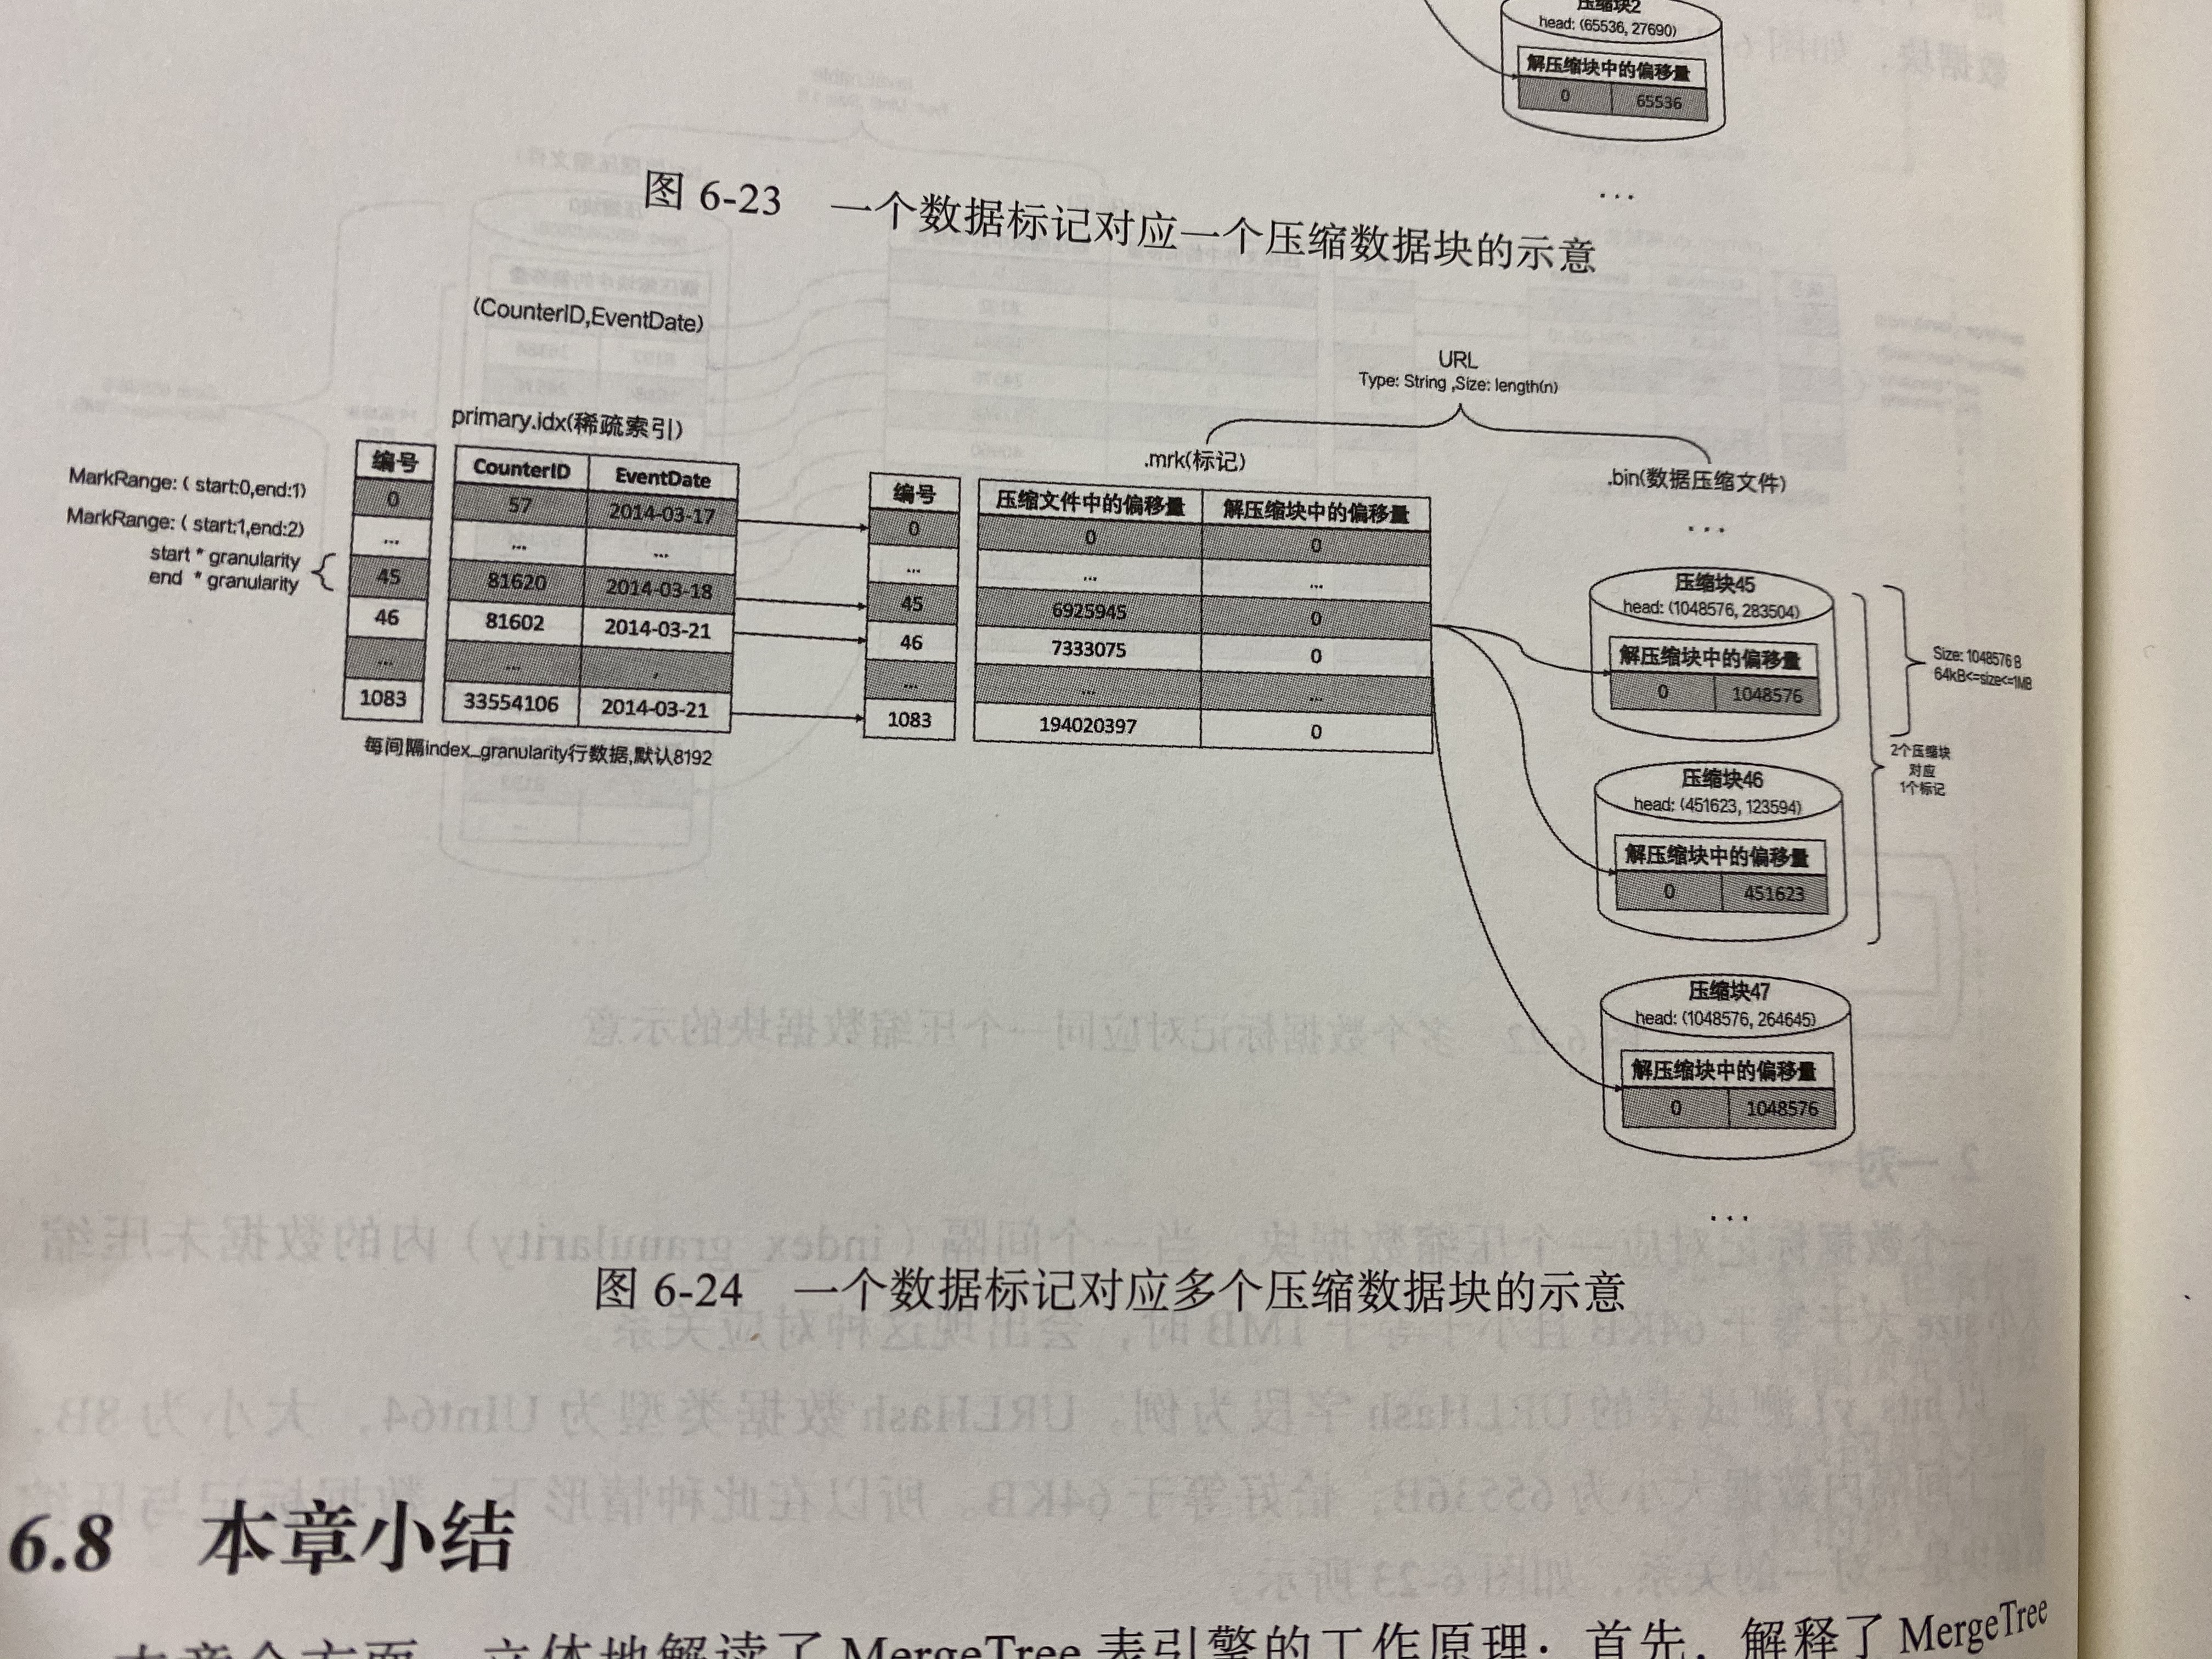 压缩块2
head: (65536, 27690)
解压缩块中的偏移量
0 65536
...
图 6-23 一个数据标记对应一个压缩数据块的示意
(CounterID,EventDate)
URL
Type: String ,Size: length(n)
primary.idx(稀疏索引)
.mrk(标记)
.bin(数据压缩文件)
...
MarkRange: ( start:0,end:1)
MarkRange: ( start:1,end:2)
start * granularity
end * granularity
编号 CounterID EventDate
0 57 2014-03-17
... ... ...
45 81620 2014-03-18
46 81602 2014-03-21
... ... .
1083 33554106 2014-03-21
每间隔index_granularity行数据,默认8192
编号 压缩文件中的偏移量 解压缩块中的偏移量
0 0 0
... ... ...
45 6925945 0
46 7333075 0
... ... ...
1083 194020397 0
压缩块45
head: (1048576, 283504)
解压缩块中的偏移量
0 1048576
Size: 1048576 B
64kB<=size<=1MB
2个压缩块
对应
1个标记
压缩块46
head: (451623, 123594)
解压缩块中的偏移量
0 451623
压缩块47
head: (1048576, 264645)
解压缩块中的偏移量
0 1048576
...
图 6-24 一个数据标记对应多个压缩数据块的示意
6.8 本章小结
本章全方面、立体地解读了 MergeTree 表引擎的工作原理：首先，解释了 MergeTree